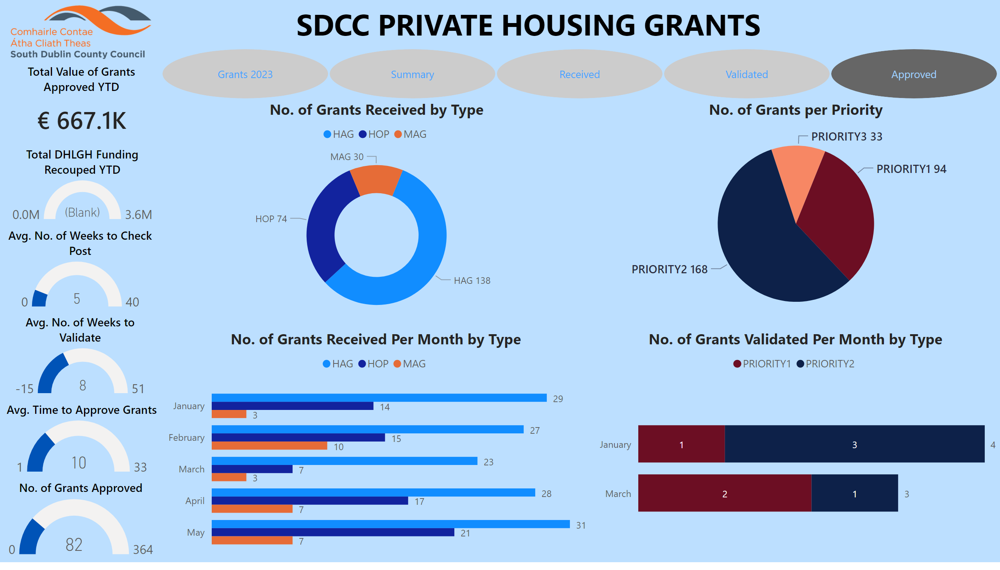 Comhairle Contae
Átha Cliath Theas
South Dublin County Council
SDCC PRIVATE HOUSING GRANTS
Grants 2023
Summary
Received
Validated
Approved
Total Value of Grants
Approved YTD
€ 667.1K
Total DHLGH Funding
Recouped YTD
0.0M
(Blank)
3.6M
Avg. No. of Weeks to Check
Post
0
5
40
Avg. No. of Weeks to
Validate
-15
8
51
Avg. Time to Approve Grants
1
10
33
No. of Grants Approved
0
82
364
No. of Grants Received by Type
HAG HOP MAG
MAG 30
HOP 74
HAG 138
No. of Grants per Priority
PRIORITY3 33
PRIORITY1 94
PRIORITY2 168
No. of Grants Received Per Month by Type
HAG HOP MAG
January
29
14
3
February
27
15
10
March
23
7
3
April
28
17
7
May
31
21
7
No. of Grants Validated Per Month by Type
PRIORITY1 PRIORITY2
January 1 3 4
March 2 1 3